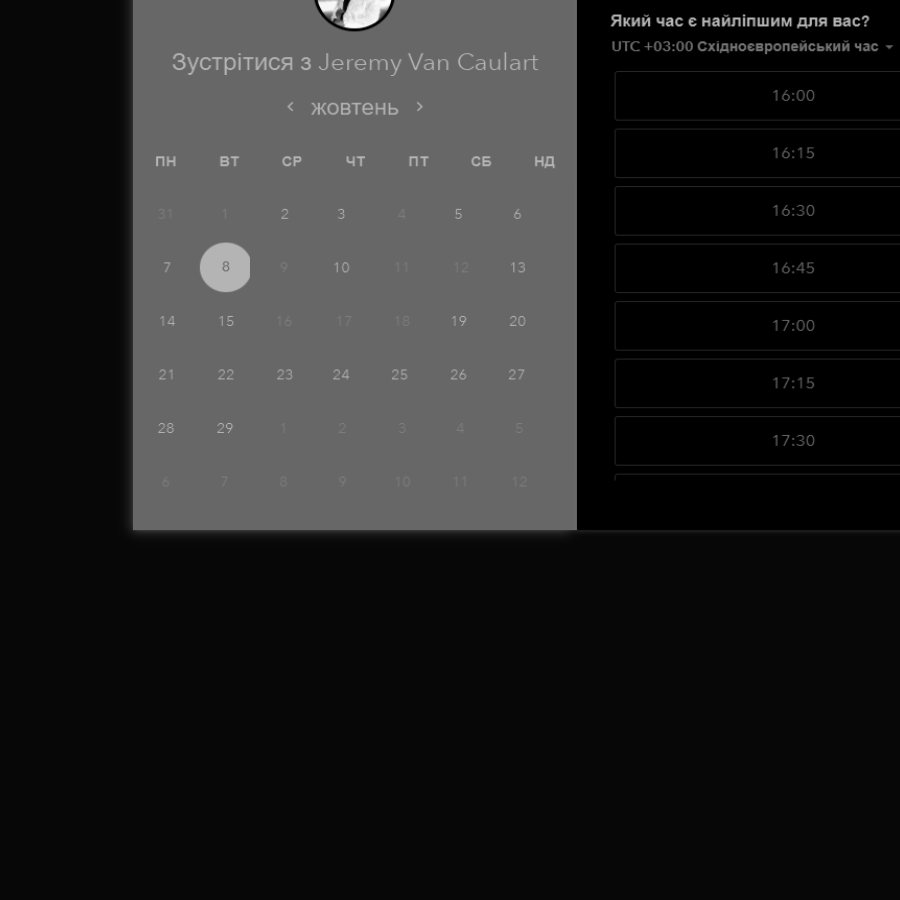 Зустрітися з Jeremy Van Caulart
жовтень
ПН ВТ СР ЧТ ПТ СБ НД
31 1 2 3 4 5 6
7 8 9 10 11 12 13
14 15 16 17 18 19 20
21 22 23 24 25 26 27
28 29 1 2 3 4 5
6 7 8 9 10 11 12
Який час є найліпшим для вас?
UTC +03:00 Східноєвропейський час
16:00
16:15
16:30
16:45
17:00
17:15
17:30